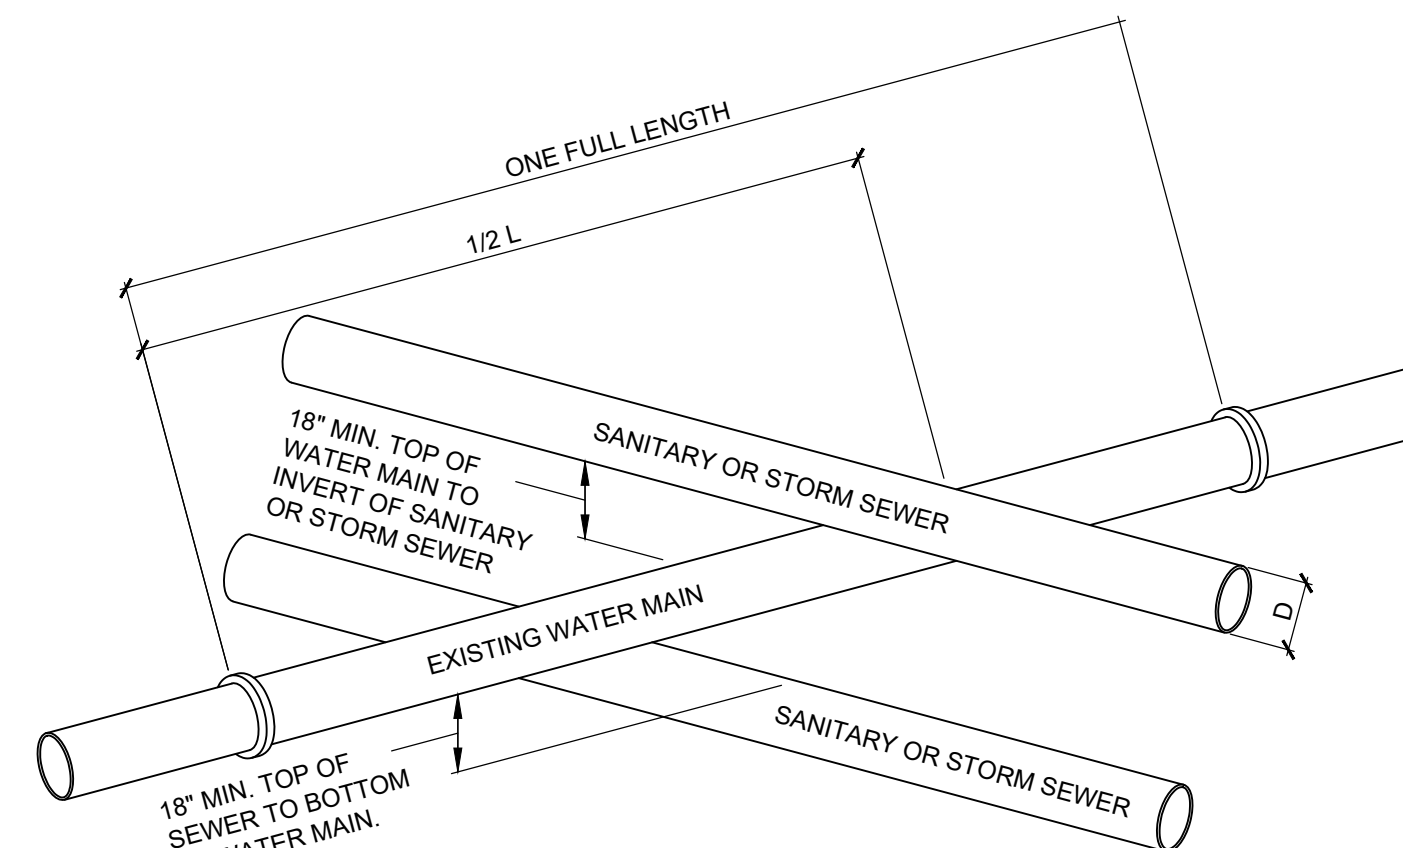 ONE FULL LENGTH
1/2 L
18" MIN. TOP OF
WATER MAIN TO
INVERT OF SANITARY
OR STORM SEWER
SANITARY OR STORM SEWER
D
EXISTING WATER MAIN
SANITARY OR STORM SEWER
18" MIN. TOP OF
SEWER TO BOTTOM
WATER MAIN.